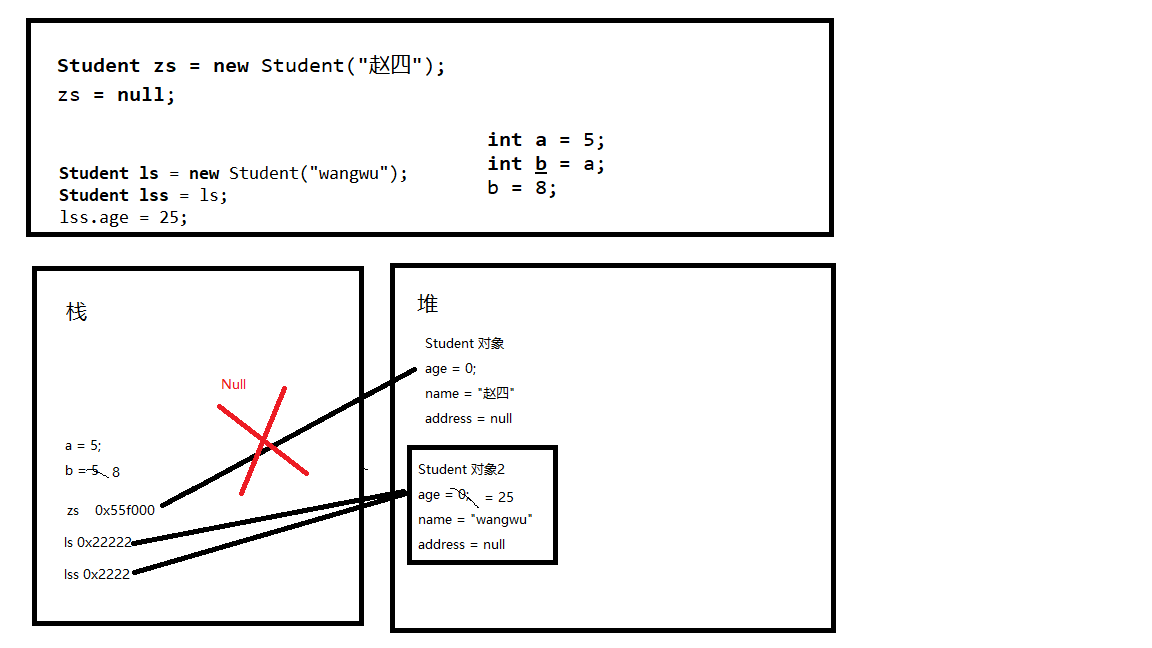 Student zs = new Student("赵四");
zs = null;
int a = 5;
int b = a;
b = 8;
Student ls = new Student("wangwu");
Student lss = ls;
lss.age = 25;
栈
Null
a = 5;
b = 5 8
zs 0x55f000
ls 0x22222
lss 0x2222
堆
Student 对象
age = 0;
name = "赵四"
address = null
Student 对象2
age = 0; = 25
name = "wangwu"
address = null